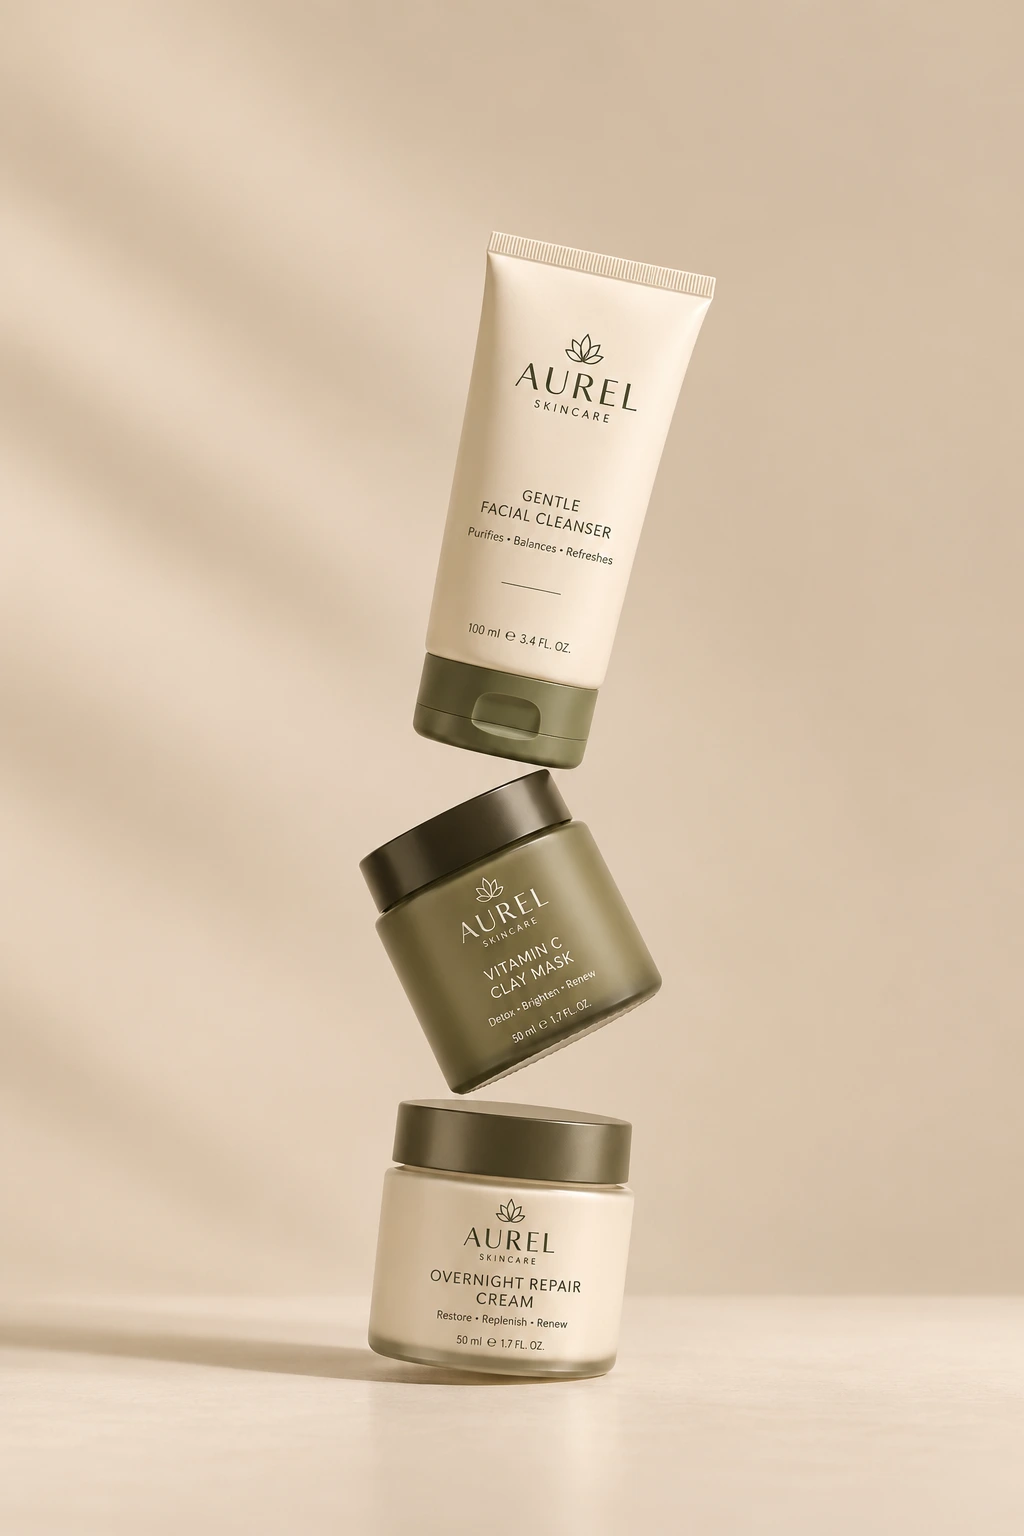 AUREL
SKINCARE
GENTLE
FACIAL CLEANSER
Purifies • Balances • Refreshes
100 ml ℮ 3.4 FL. OZ.
AUREL
SKINCARE
VITAMIN C
CLAY MASK
Detox • Brighten • Renew
50 ml ℮ 1.7 FL. OZ.
AUREL
SKINCARE
OVERNIGHT REPAIR
CREAM
Restore • Replenish • Renew
50 ml ℮ 1.7 FL. OZ.